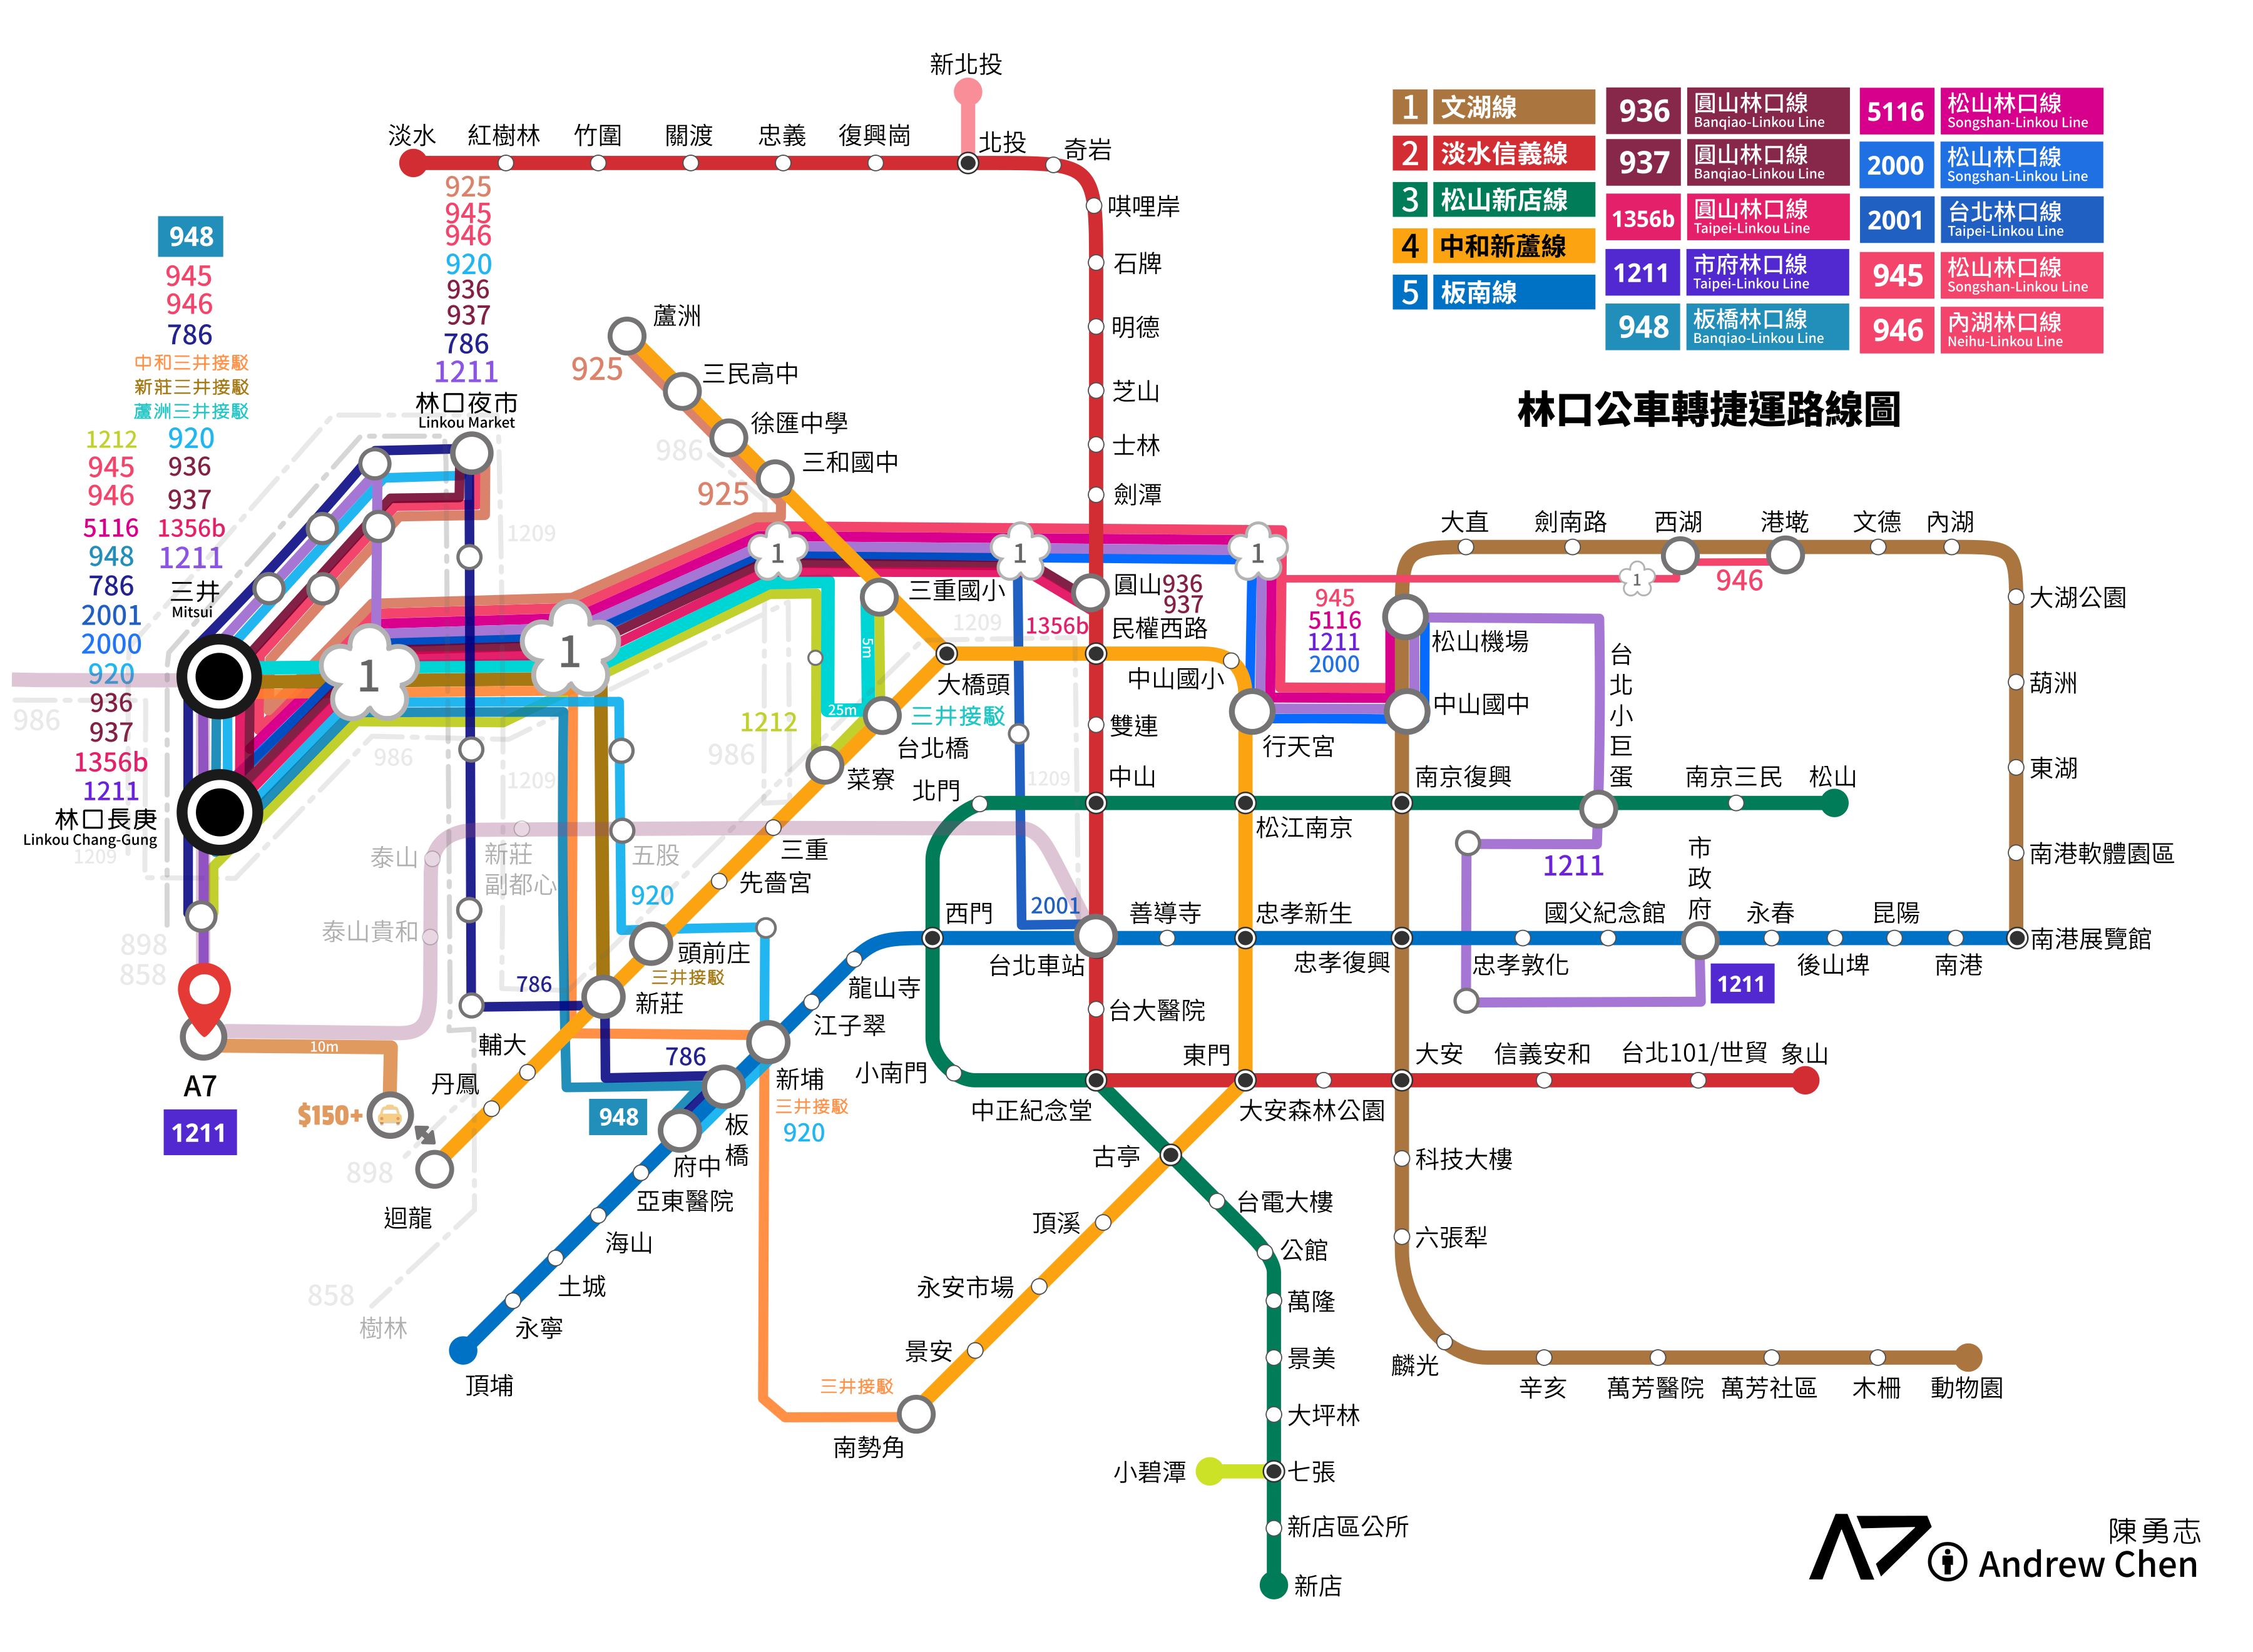 新北投
淡水
紅樹林
竹圍
關渡
忠義
復興崗
北投
奇岩
唭哩岸
石牌
明德
芝山
士林
劍潭
圓山
936
937
1356b
民權西路
雙連
中山
1 文湖線
2 淡水信義線
3 松山新店線
4 中和新蘆線
5 板南線
936 圓山林口線
Banqiao-Linkou Line
937 圓山林口線
Banqiao-Linkou Line
1356b 圓山林口線
Taipei-Linkou Line
1211 市府林口線
Taipei-Linkou Line
948 板橋林口線
Banqiao-Linkou Line
5116 松山林口線
Songshan-Linkou Line
2000 松山林口線
Songshan-Linkou Line
2001 台北林口線
Taipei-Linkou Line
945 松山林口線
Songshan-Linkou Line
946 內湖林口線
Neihu-Linkou Line
林口公車轉捷運路線圖
925
945
946
920
936
937
786
1211
林口夜市
Linkou Market
948
945
946
786
中和三井接駁
新莊三井接駁
蘆洲三井接駁
920
936
937
1356b
1211
三井
Mitsui
1212
945
946
5116
948
786
2001
2000
920
936
937
1356b
1211
林口長庚
Linkou Chang-Gung
986
1209
898
858
蘆洲
925
三民高中
徐匯中學
986
三和國中
925
三重國小
1209
1209
1
1
1
1
1
1
5m
25m
大橋頭
三井接駁
台北橋
1212
986
菜寮
986
1209
1209
三重
先嗇宮
五股
920
頭前庄
三井接駁
新莊
786
泰山
新莊
副都心
泰山貴和
輔大
丹鳳
10m
A7
1211
$150+
迴龍
898
858
樹林
786
948
新埔
三井接駁
920
板橋
府中
亞東醫院
海山
土城
永寧
頂埔
江子翠
龍山寺
西門
北門
小南門
2001
台北車站
台大醫院
中正紀念堂
善導寺
忠孝新生
忠孝復興
忠孝敦化
國父紀念館
市政府
1211
永春
後山埤
昆陽
南港
南港展覽館
中山國小
行天宮
松江南京
南京復興
台北小巨蛋
南京三民
松山
1211
945
5116
1211
2000
松山機場
中山國中
大直
劍南路
西湖
港墘
文德
內湖
946
大湖公園
葫洲
東湖
南港軟體園區
東門
大安森林公園
大安
信義安和
台北101/世貿
象山
古亭
頂溪
永安市場
景安
三井接駁
南勢角
台電大樓
公館
萬隆
景美
大坪林
小碧潭
七張
新店區公所
新店
科技大樓
六張犁
麟光
辛亥
萬芳醫院
萬芳社區
木柵
動物園
陳勇志
Andrew Chen